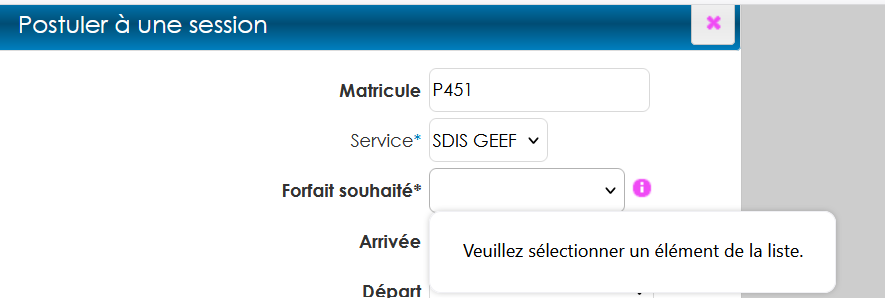 Postuler à une session
Matricule P451
Service* SDIS GEEF
Forfait souhaité*
Arrivée
Veuillez sélectionner un élément de la liste.
Départ